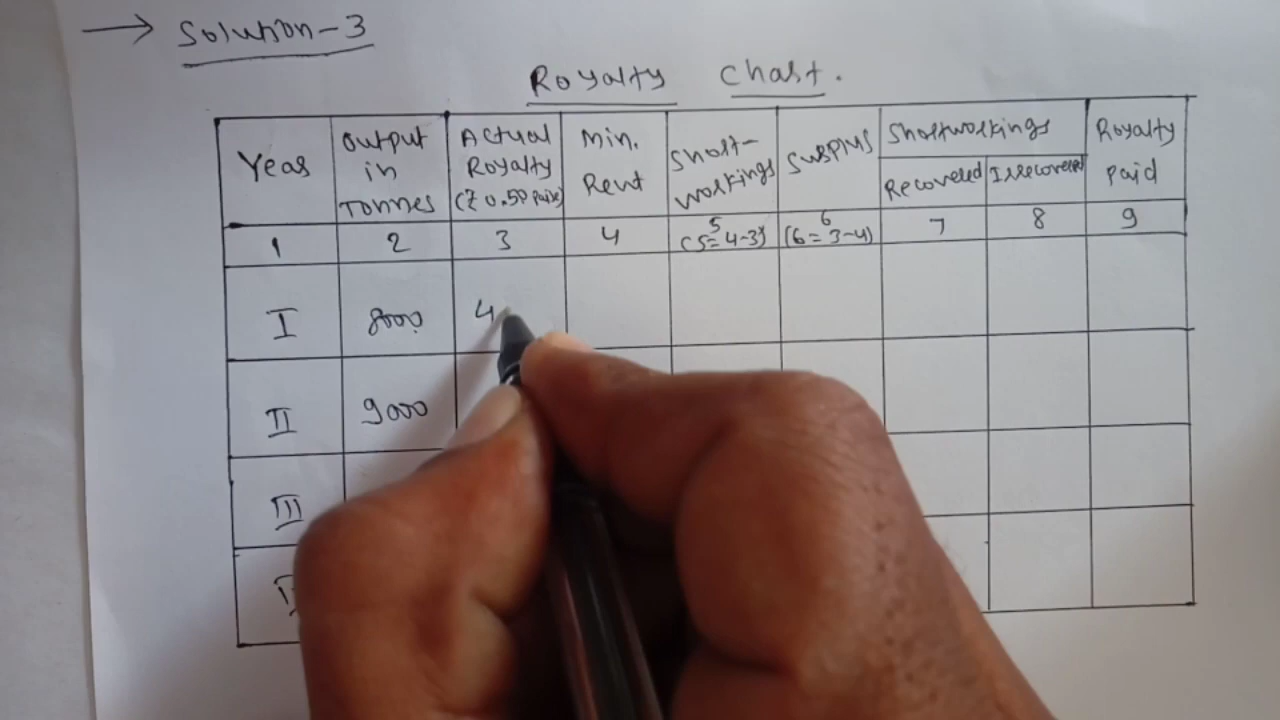 → Solution-3
Royalty Chart.
Year
Output in Tonnes
Actual Royalty (₹ 0.50 paise)
Min. Rent
Short-workings
Surplus
Shortworkings
Recovered
Irrecovered
Royalty Paid
1
2
3
4
5 (5=4-3)
6 (6=3-4)
7
8
9
I
8000
4
II
9000
III